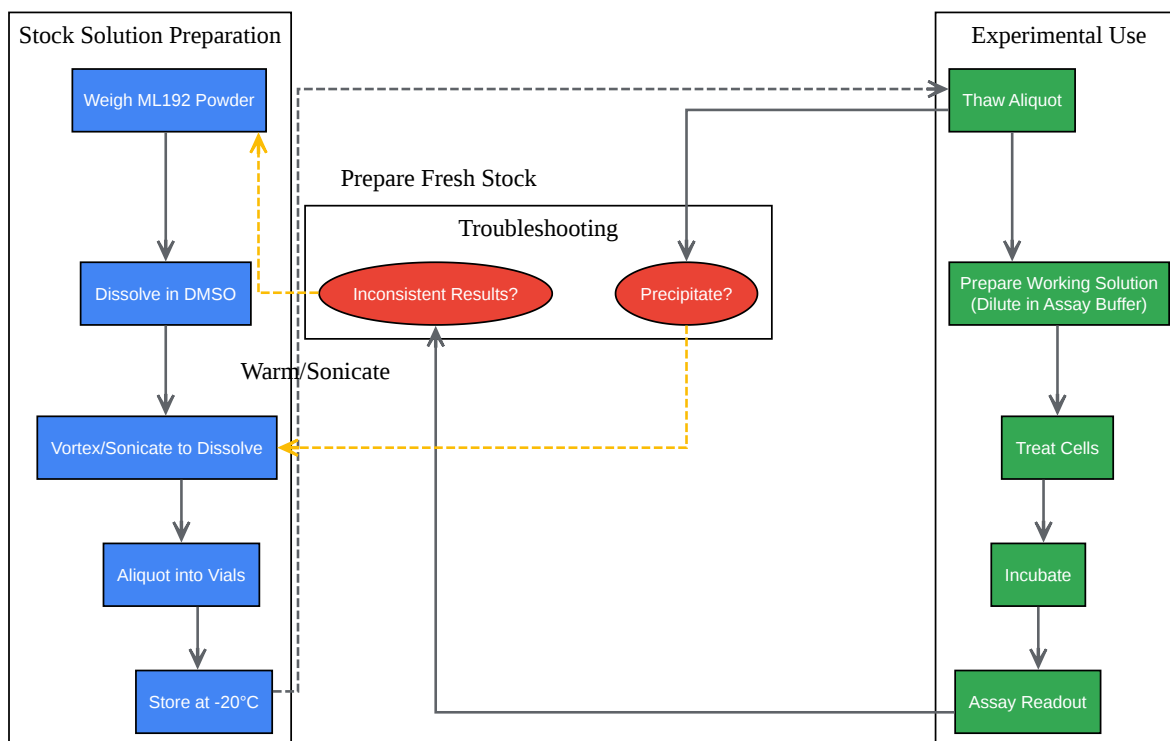 Stock Solution Preparation
Weigh ML192 Powder
Dissolve in DMSO
Vortex/Sonicate to Dissolve
Aliquot into Vials
Store at -20°C
Prepare Fresh Stock
Troubleshooting
Inconsistent Results?
Precipitate?
Warm/Sonicate
Experimental Use
Thaw Aliquot
Prepare Working Solution
(Dilute in Assay Buffer)
Treat Cells
Incubate
Assay Readout